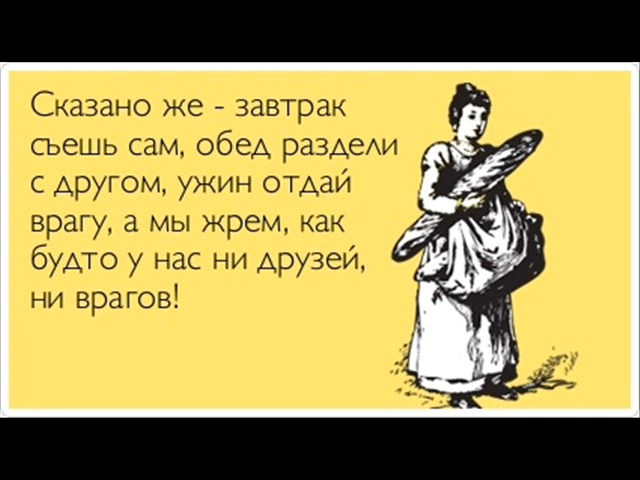 Сказано же - завтрак
съешь сам, обед раздели
с другом, ужин отдай
врагу, а мы жрем, как
будто у нас ни друзей,
ни врагов!